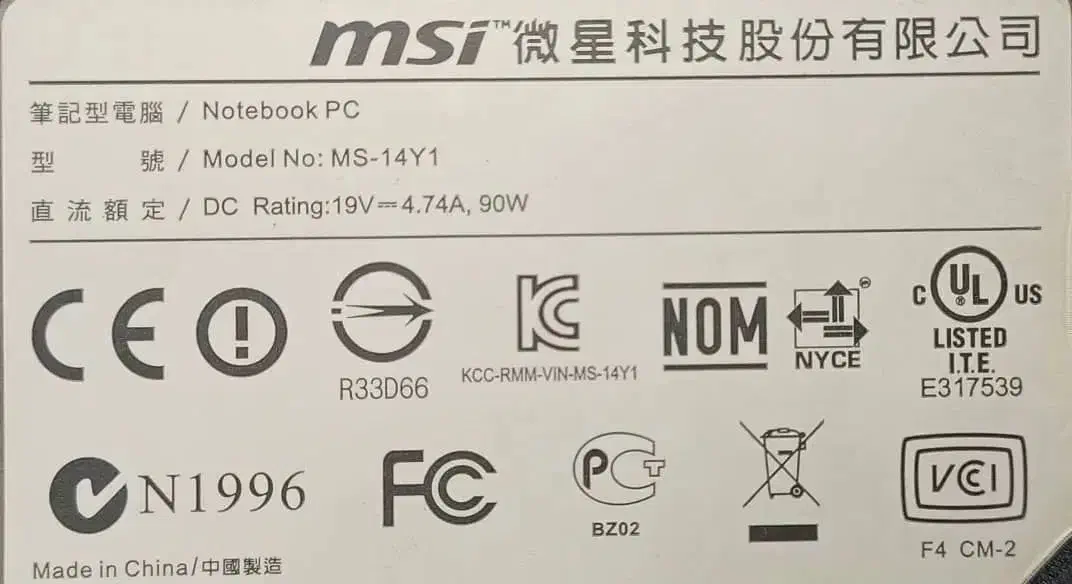 msi™微星科技股份有限公司
筆記型電腦 / Notebook PC
型 號 / Model No: MS-14Y1
直流額定 / DC Rating:19V⎓4.74A, 90W
CE
R33D66
KC
KCC-RMM-VIN-MS-14Y1
NOM
NYCE
®
C UL® US
LISTED
I.T.E.
E317539
N1996
FC
PCT
BZ02
VCI
F4 CM-2
Made in China/中國製造